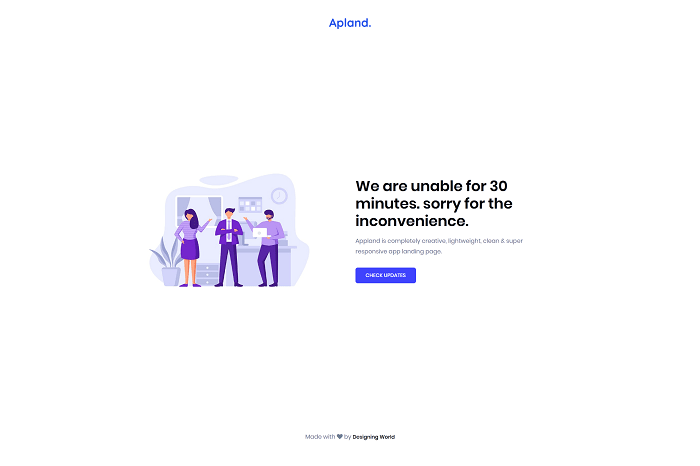 Apland.
We are unable for 30
minutes. sorry for the
inconvenience.
Appland is completely creative, lightweight, clean & super
responsive app landing page.
CHECK UPDATES
Made with ♥ by Designing World